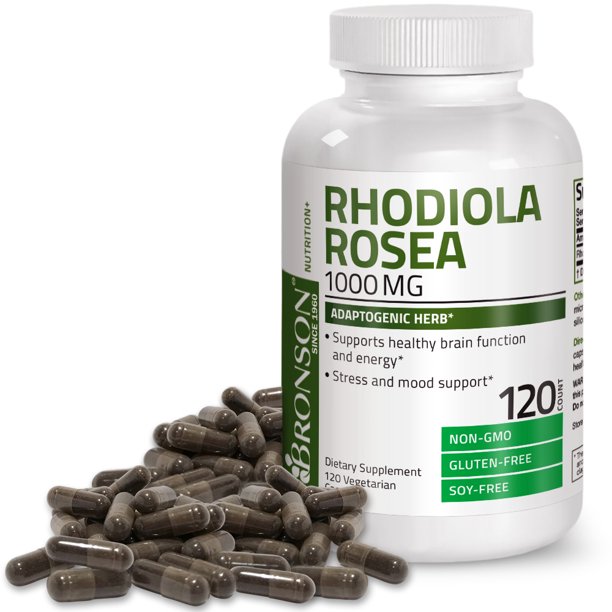 RHODIOLA
ROSEA
1000 MG
ADAPTOGENIC HERB*
• Supports healthy brain function
and energy*
• Stress and mood support*
120 COUNT
NON-GMO
GLUTEN-FREE
SOY-FREE
Dietary Supplement
120 Vegetarian
BRONSON®
NUTRITION+
SINCE 1960